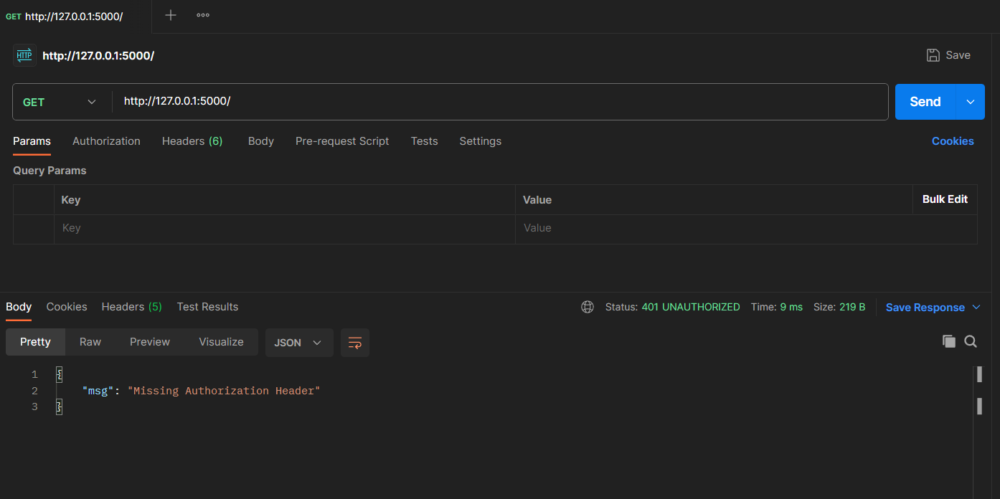 GET http://127.0.0.1:5000/
HTTP http://127.0.0.1:5000/ Save
GET http://127.0.0.1:5000/ Send
Params Authorization Headers (6) Body Pre-request Script Tests Settings Cookies
Query Params
Key Value Bulk Edit
Key Value
Body Cookies Headers (5) Test Results Status: 401 UNAUTHORIZED Time: 9 ms Size: 219 B Save Response
Pretty Raw Preview Visualize JSON
1 {
2 "msg": "Missing Authorization Header"
3 }